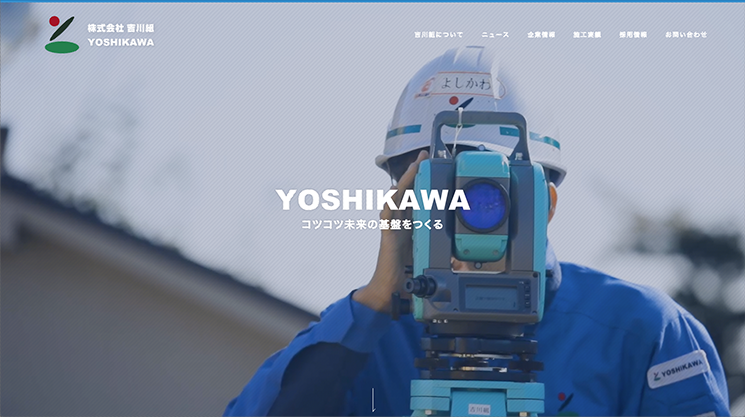 株式会社 吉川組
YOSHIKAWA
吉川組について ニュース 企業情報 施工実績 採用情報 お問い合わせ
よしかわ
YOSHIKAWA
コツコツ未来の基盤をつくる
YOSHIKAWA
吉川組